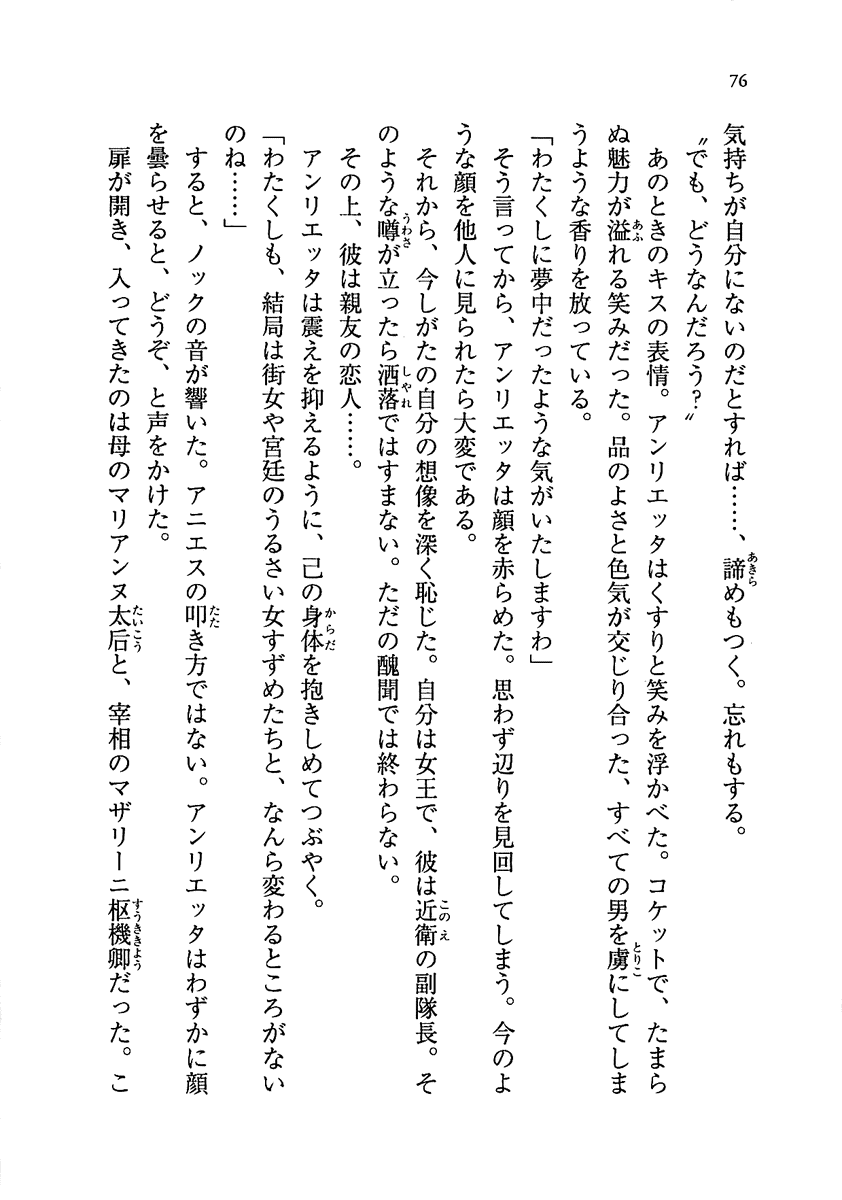 76
気持ちが自分にないのだとすれば……、諦めもつく。忘れもする。
〝でも、どうなんだろう？〟
あのときのキスの表情。アンリエッタはくすりと笑みを浮かべた。コケットで、たまら
ぬ魅力が溢れる笑みだった。品のよさと色気が交じり合った、すべての男を虜にしてしま
うような香りを放っている。
「わたくしに夢中だったような気がいたしますわ」
そう言ってから、アンリエッタは顔を赤らめた。思わず辺りを見回してしまう。今のよ
うな顔を他人に見られたら大変である。
それから、今しがたの自分の想像を深く恥じた。自分は女王で、彼は近衛の副隊長。そ
のような噂が立ったら洒落ではすまない。ただの醜聞では終わらない。
その上、彼は親友の恋人……。
アンリエッタは震えを抑えるように、己の身体を抱きしめてつぶやく。
「わたくしも、結局は街女や宮廷のうるさい女すずめたちと、なんら変わるところがない
のね……」
すると、ノックの音が響いた。アニエスの叩き方ではない。アンリエッタはわずかに顔
を曇らせると、どうぞ、と声をかけた。
扉が開き、入ってきたのは母のマリアンヌ太后と、宰相のマザリーニ枢機卿だった。こ